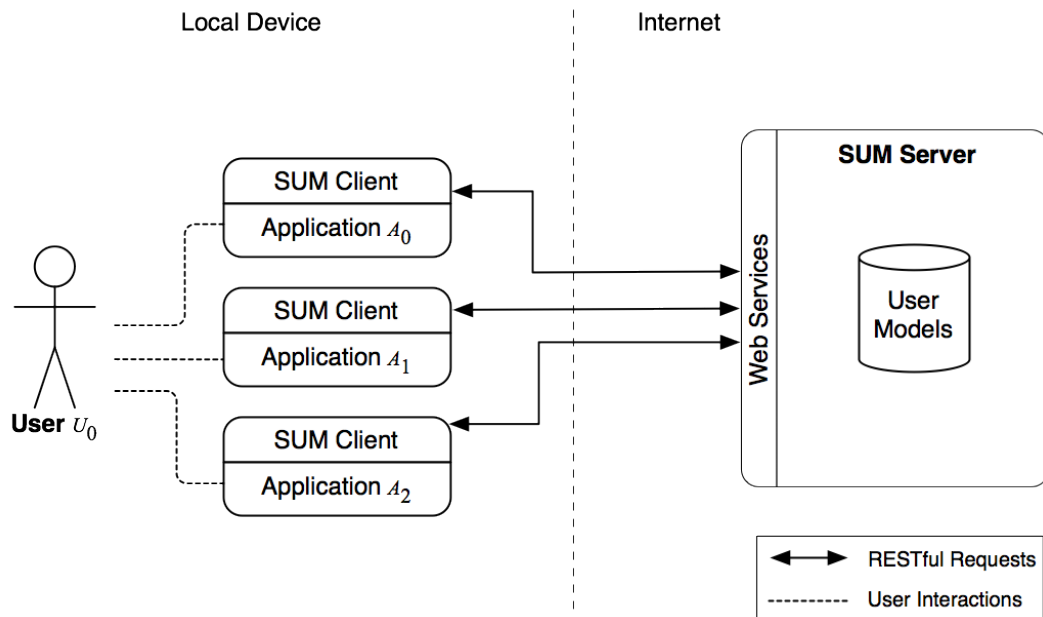 Local Device
Internet
SUM Client
Application A0
SUM Client
Application A1
SUM Client
Application A2
User U0
Web Services
SUM Server
User
Models
RESTful Requests
User Interactions